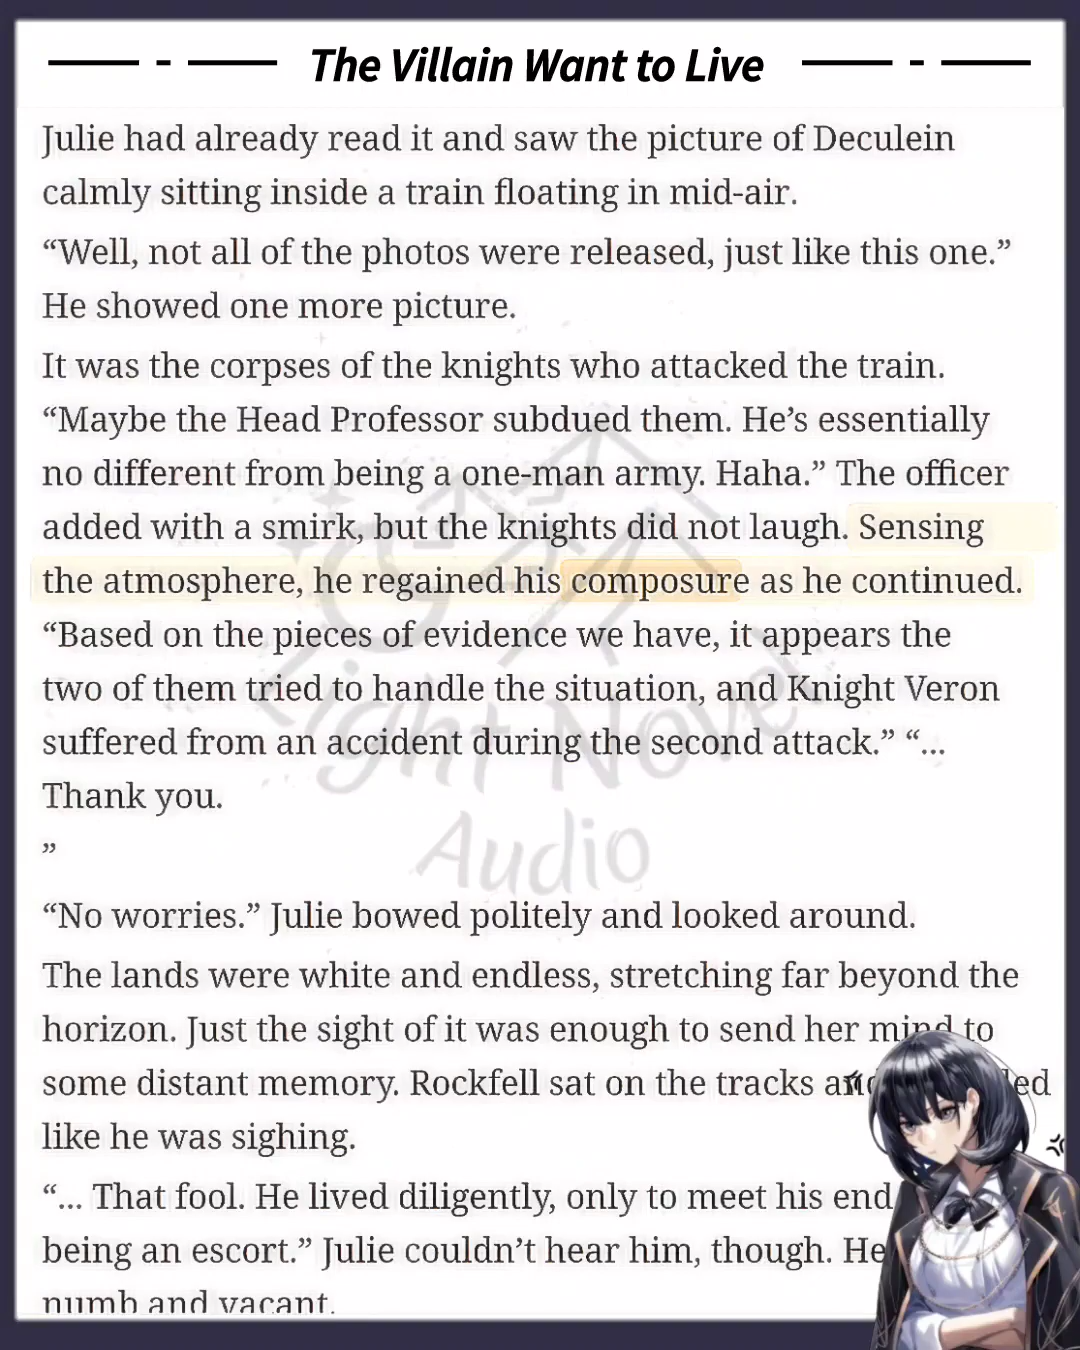 The Villain Want to Live
Julie had already read it and saw the picture of Deculein
calmly sitting inside a train floating in mid-air.
“Well, not all of the photos were released, just like this one.”
He showed one more picture.
It was the corpses of the knights who attacked the train.
“Maybe the Head Professor subdued them. He’s essentially
no different from being a one-man army. Haha.” The officer
added with a smirk, but the knights did not laugh. Sensing
the atmosphere, he regained his composure as he continued.
“Based on the pieces of evidence we have, it appears the
two of them tried to handle the situation, and Knight Veron
suffered from an accident during the second attack.” “...
Thank you.
”
“No worries.” Julie bowed politely and looked around.
The lands were white and endless, stretching far beyond the
horizon. Just the sight of it was enough to send her mind to
some distant memory. Rockfell sat on the tracks and
like he was sighing.
“... That fool. He lived diligently, only to meet his end
being an escort.” Julie couldn’t hear him, though. He
numb and vacant.
Light Novel
Audio